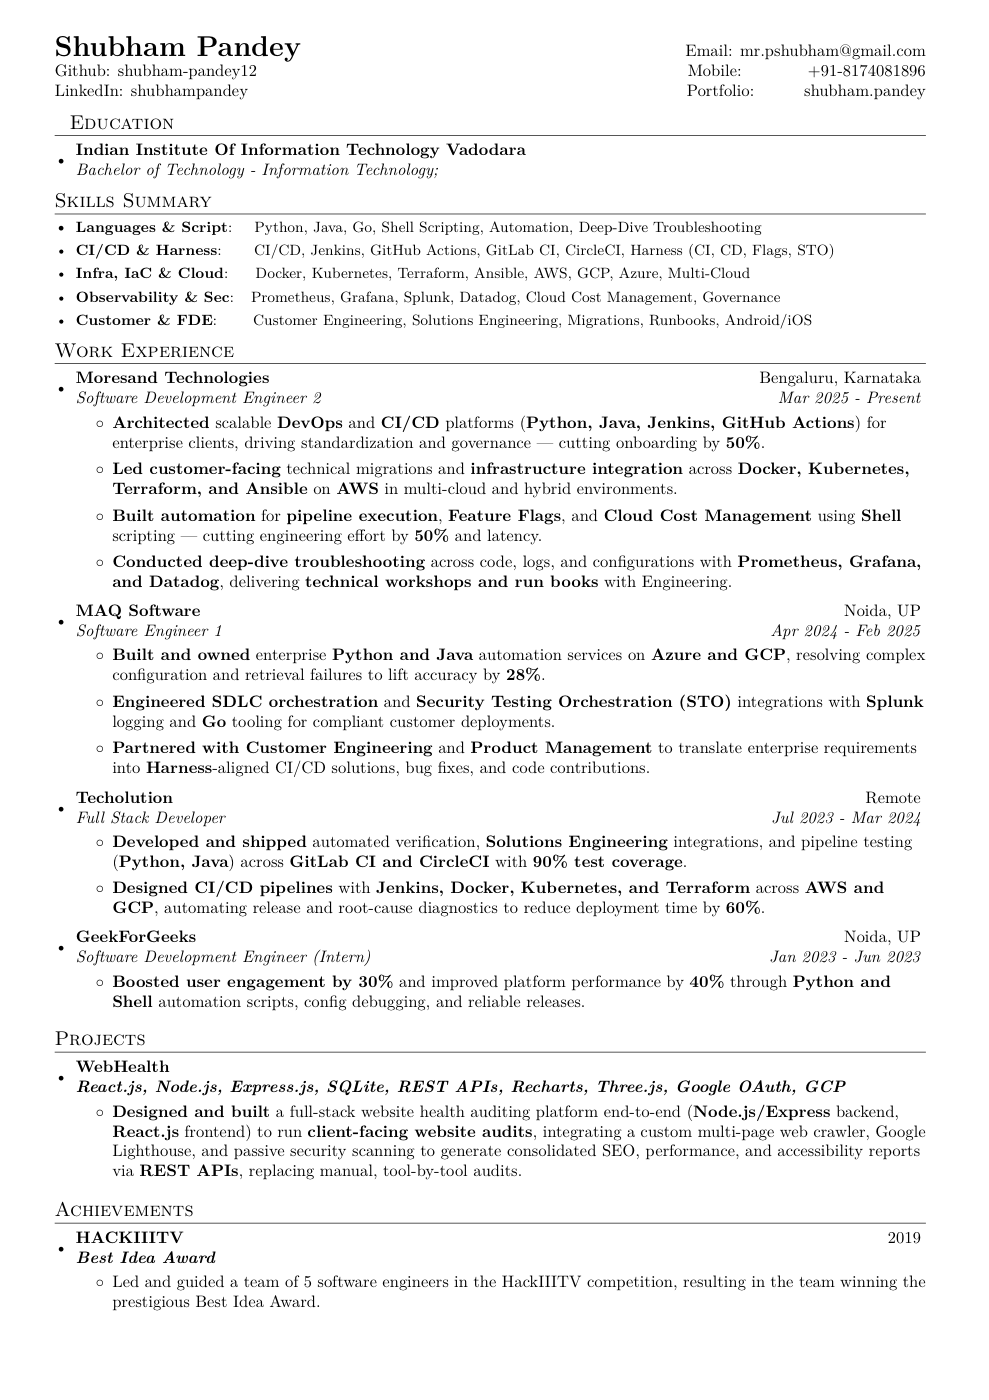 Shubham Pandey
Email: mr.pshubham@gmail.com
Github: shubham-pandey12
Mobile: +91-8174081896
LinkedIn: shubhampandey
Portfolio: shubham.pandey
Education
• Indian Institute Of Information Technology Vadodara
Bachelor of Technology - Information Technology;
Skills Summary
• Languages & Script: Python, Java, Go, Shell Scripting, Automation, Deep-Dive Troubleshooting
• CI/CD & Harness: CI/CD, Jenkins, GitHub Actions, GitLab CI, CircleCI, Harness (CI, CD, Flags, STO)
• Infra, IaC & Cloud: Docker, Kubernetes, Terraform, Ansible, AWS, GCP, Azure, Multi-Cloud
• Observability & Sec: Prometheus, Grafana, Splunk, Datadog, Cloud Cost Management, Governance
• Customer & FDE: Customer Engineering, Solutions Engineering, Migrations, Runbooks, Android/iOS
Work Experience
• Moresand Technologies Bengaluru, Karnataka
Software Development Engineer 2 Mar 2025 - Present
◦ Architected scalable DevOps and CI/CD platforms (Python, Java, Jenkins, GitHub Actions) for
enterprise clients, driving standardization and governance — cutting onboarding by 50%.
◦ Led customer-facing technical migrations and infrastructure integration across Docker, Kubernetes,
Terraform, and Ansible on AWS in multi-cloud and hybrid environments.
◦ Built automation for pipeline execution, Feature Flags, and Cloud Cost Management using Shell
scripting — cutting engineering effort by 50% and latency.
◦ Conducted deep-dive troubleshooting across code, logs, and configurations with Prometheus, Grafana,
and Datadog, delivering technical workshops and run books with Engineering.
• MAQ Software Noida, UP
Software Engineer 1 Apr 2024 - Feb 2025
◦ Built and owned enterprise Python and Java automation services on Azure and GCP, resolving complex
configuration and retrieval failures to lift accuracy by 28%.
◦ Engineered SDLC orchestration and Security Testing Orchestration (STO) integrations with Splunk
logging and Go tooling for compliant customer deployments.
◦ Partnered with Customer Engineering and Product Management to translate enterprise requirements
into Harness-aligned CI/CD solutions, bug fixes, and code contributions.
• Techolution Remote
Full Stack Developer Jul 2023 - Mar 2024
◦ Developed and shipped automated verification, Solutions Engineering integrations, and pipeline testing
(Python, Java) across GitLab CI and CircleCI with 90% test coverage.
◦ Designed CI/CD pipelines with Jenkins, Docker, Kubernetes, and Terraform across AWS and
GCP, automating release and root-cause diagnostics to reduce deployment time by 60%.
• GeekForGeeks Noida, UP
Software Development Engineer (Intern) Jan 2023 - Jun 2023
◦ Boosted user engagement by 30% and improved platform performance by 40% through Python and
Shell automation scripts, config debugging, and reliable releases.
Projects
• WebHealth
React.js, Node.js, Express.js, SQLite, REST APIs, Recharts, Three.js, Google OAuth, GCP
◦ Designed and built a full-stack website health auditing platform end-to-end (Node.js/Express backend,
React.js frontend) to run client-facing website audits, integrating a custom multi-page web crawler, Google
Lighthouse, and passive security scanning to generate consolidated SEO, performance, and accessibility reports
via REST APIs, replacing manual, tool-by-tool audits.
Achievements
• HACKIIITV 2019
Best Idea Award
◦ Led and guided a team of 5 software engineers in the HackIIITV competition, resulting in the team winning the
prestigious Best Idea Award.